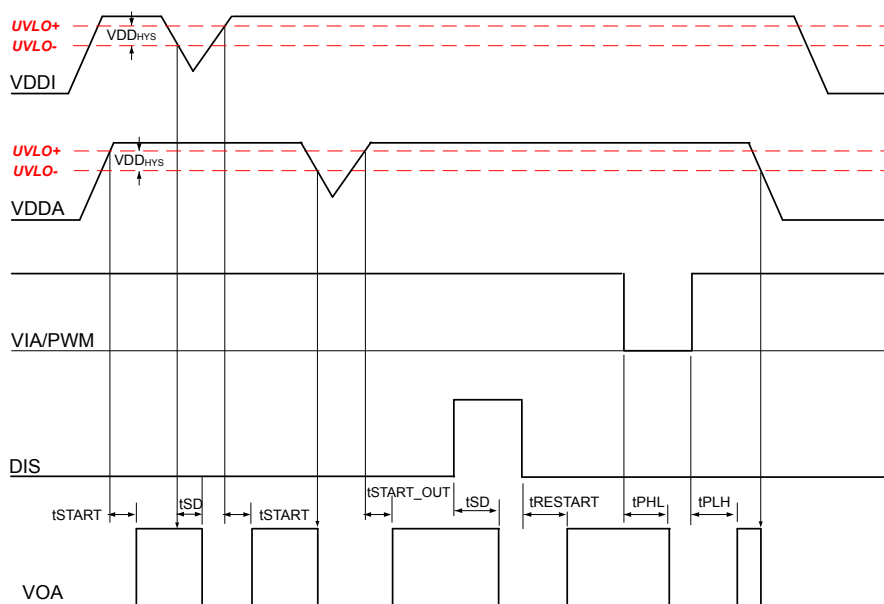 UVLO+
VDDHYS
UVLO-
VDDI
UVLO+
VDDHYS
UVLO-
VDDA
VIA/PWM
DIS
tSTART
tSD
tSTART
tSTART_OUT
tSD
tRESTART
tPHL
tPLH
VOA